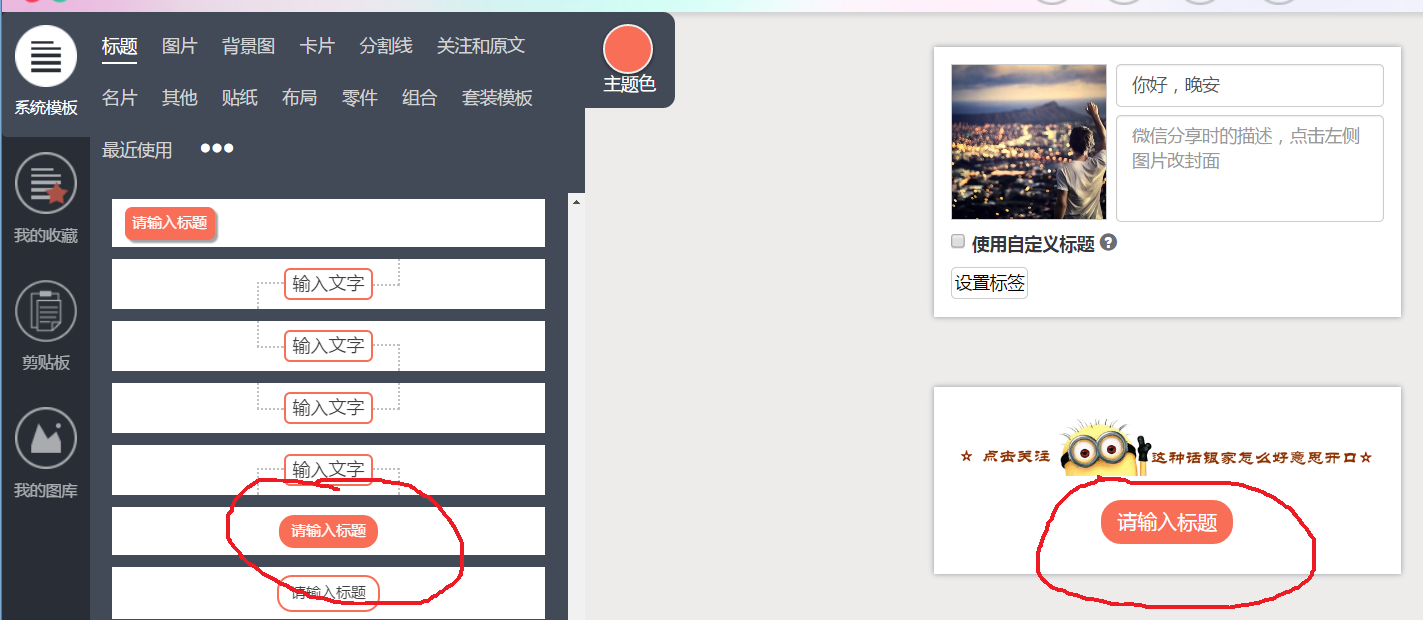 标题 图片 背景图 卡片 分割线 关注和原文
主题色
系统模板
名片 其他 贴纸 布局 零件 组合 套装模板
最近使用
我的收藏
剪贴板
我的图库
请输入标题
输入文字
输入文字
输入文字
输入文字
请输入标题
请输入标题
你好，晚安
微信分享时的描述，点击左侧
图片改封面
使用自定义标题 ?
设置标签
☆ 点击关注 这种话银家怎么好意思开口☆
请输入标题